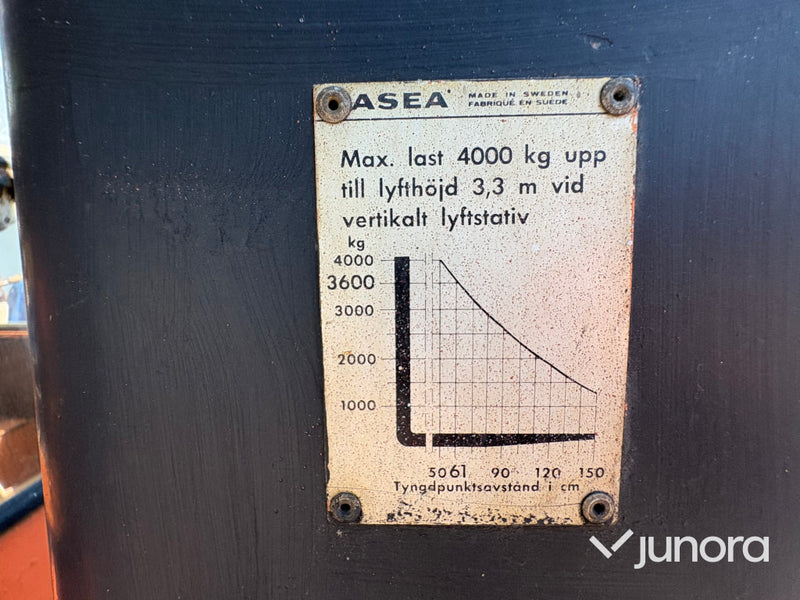 ASEA MADE IN SWEDEN
FABRIQUÉ EN SUÈDE
Max. last 4000 kg upp
till lyfthöjd 3,3 m vid
vertikalt lyftstativ
kg
4000
3600
3000
2000
1000
50 61 90 120 150
Tyngdpunktsavstånd i cm
junora